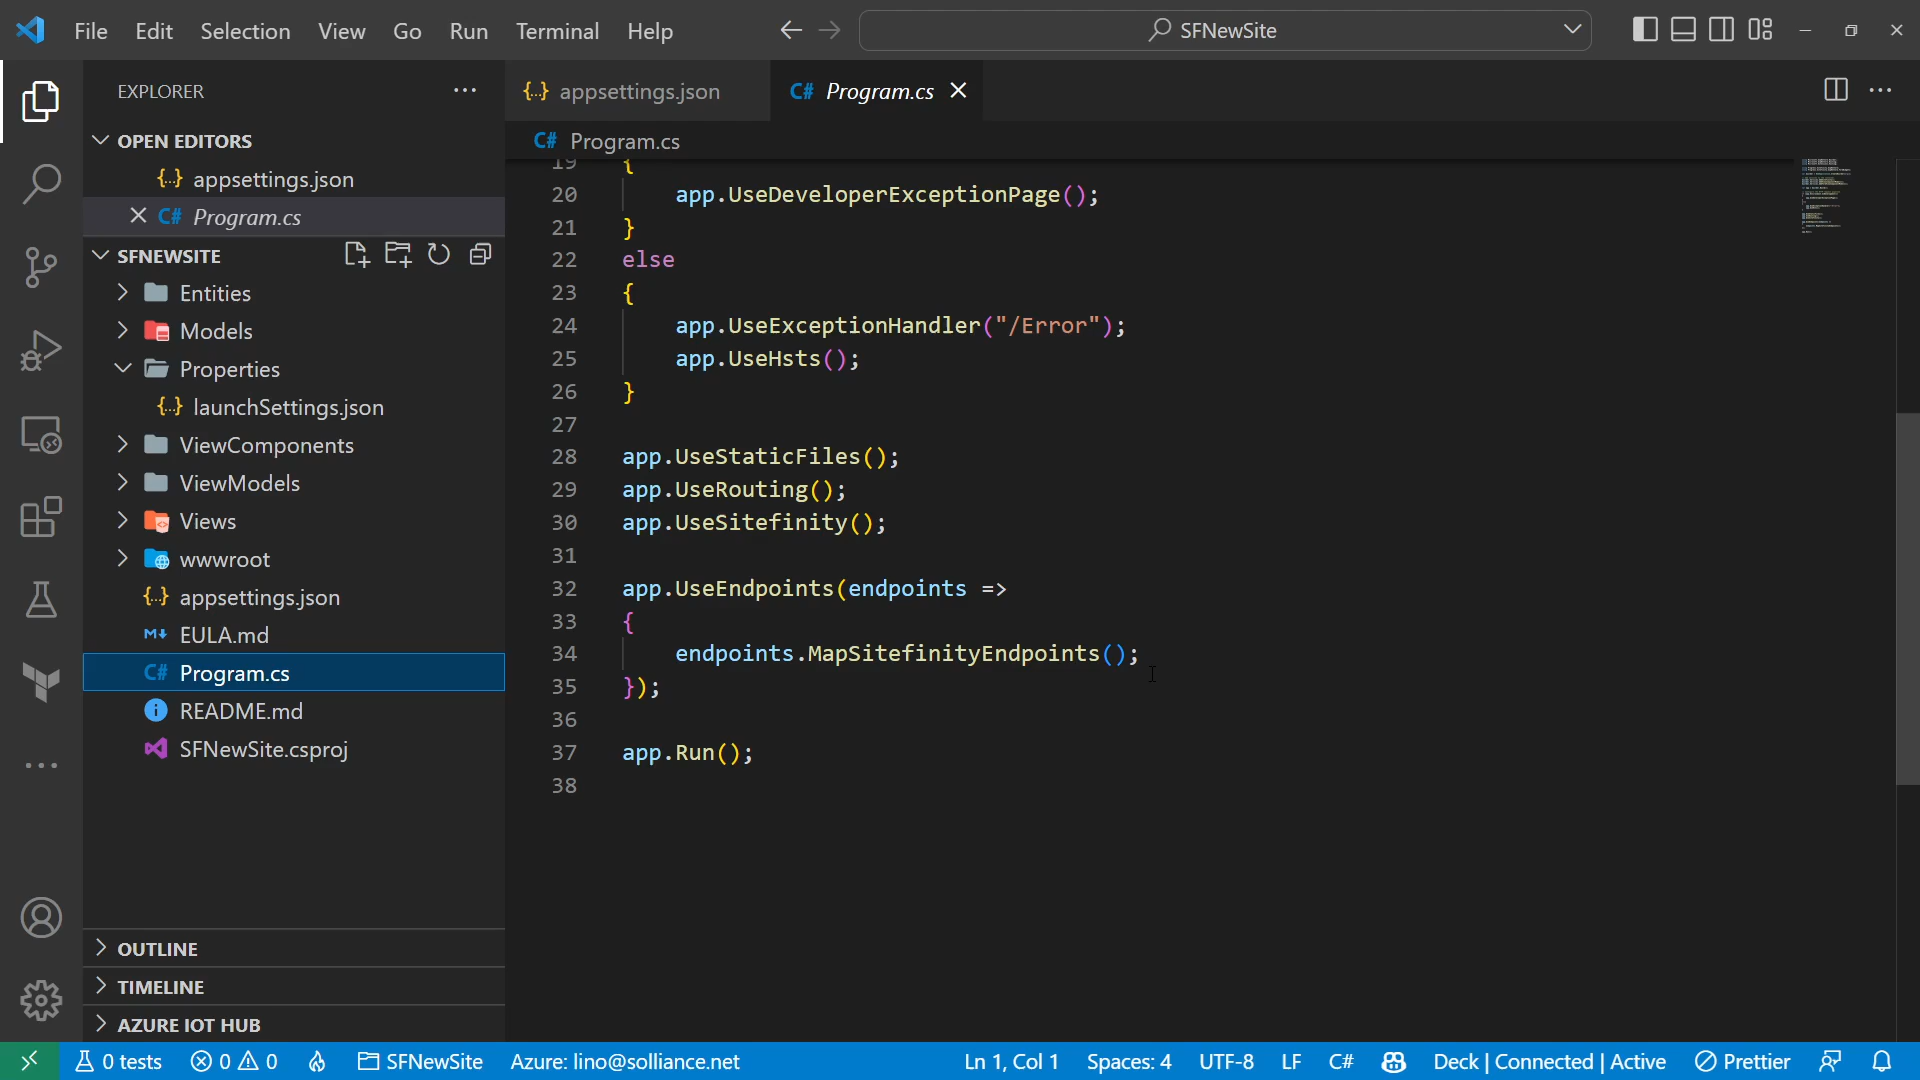 File Edit Selection View Go Run Terminal Help
SFNewSite
EXPLORER
OPEN EDITORS
{..} appsettings.json
C# Program.cs
SFNEWSITE
Entities
Models
Properties
{..} launchSettings.json
ViewComponents
ViewModels
Views
wwwroot
{..} appsettings.json
EULA.md
C# Program.cs
README.md
SFNewSite.csproj
OUTLINE
TIMELINE
AZURE IOT HUB
{..} appsettings.json
C# Program.cs
C# Program.cs
19 {
20 app.UseDeveloperExceptionPage();
21 }
22 else
23 {
24 app.UseExceptionHandler("/Error");
25 app.UseHsts();
26 }
27
28 app.UseStaticFiles();
29 app.UseRouting();
30 app.UseSitefinity();
31
32 app.UseEndpoints(endpoints =>
33 {
34 endpoints.MapSitefinityEndpoints();
35 });
36
37 app.Run();
38
0 tests 0 0 SFNewSite Azure: lino@solliance.net Ln 1, Col 1 Spaces: 4 UTF-8 LF C# Deck | Connected | Active Prettier